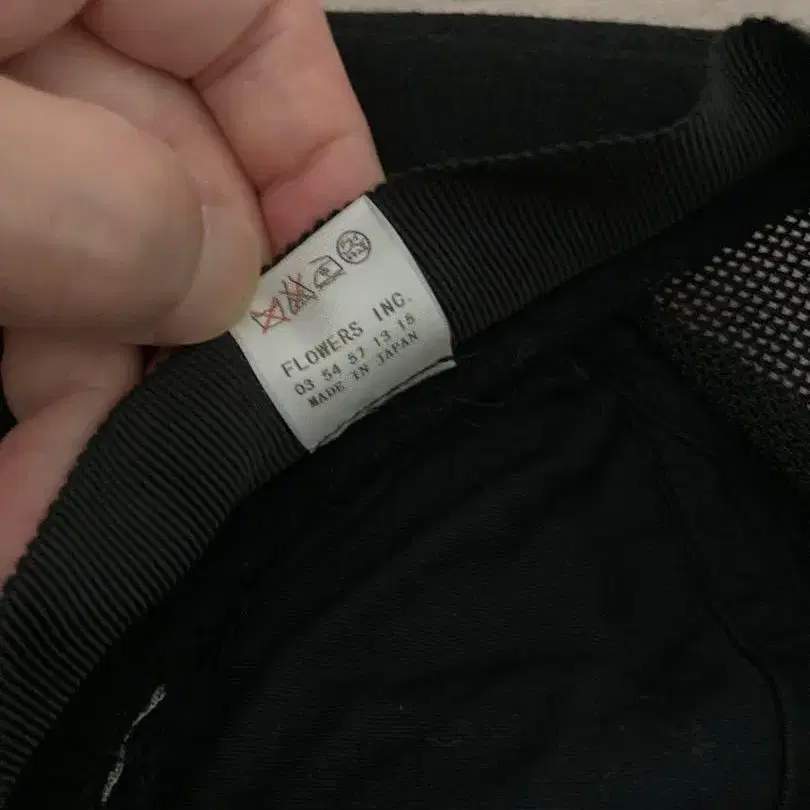 FLOWERS INC.
03 54 57 13 15
MADE IN JAPAN